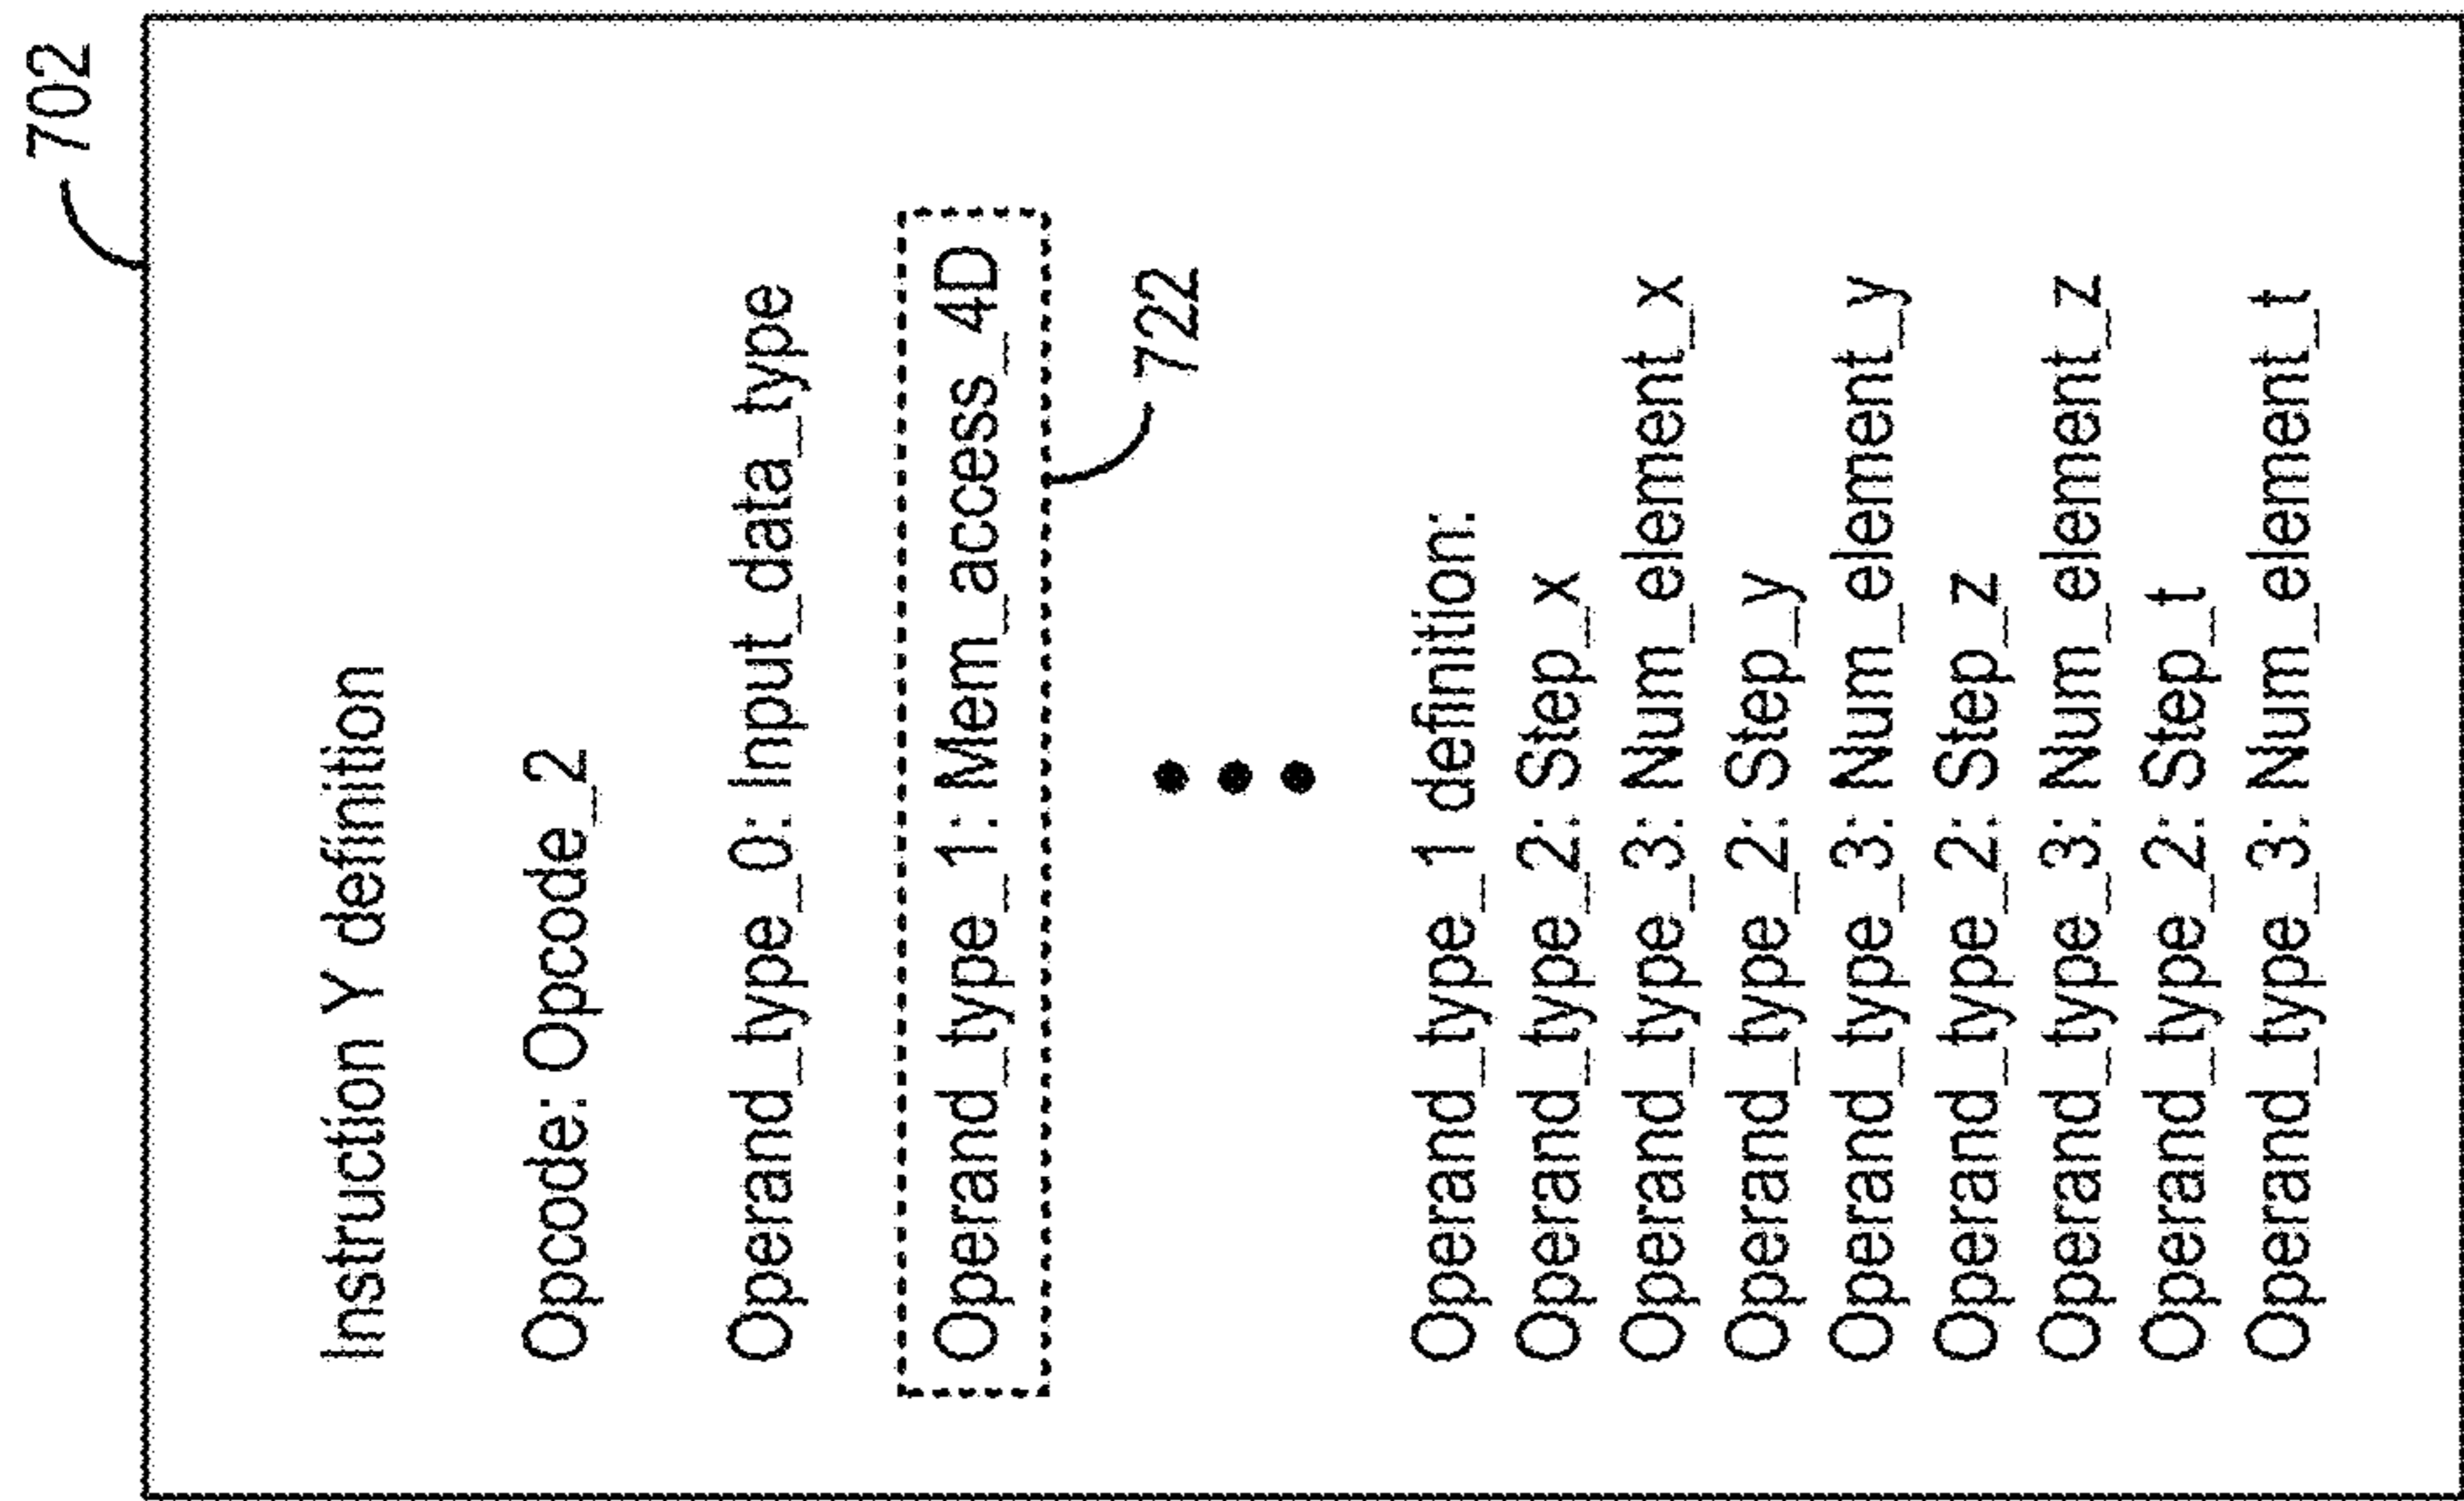 702
Instruction Y definition
Opcode: Opcode_2
Operand_type_0: Input_data_type
Operand_type_1: Mem_access_4D
722
Operand_type_1 definition:
Operand_type_2: Step_x
Operand_type_3: Num_element_x
Operand_type_2: Step_y
Operand_type_3: Num_element_y
Operand_type_2: Step_z
Operand_type_3: Num_element_z
Operand_type_2: Step_t
Operand_type_3: Num_element_t